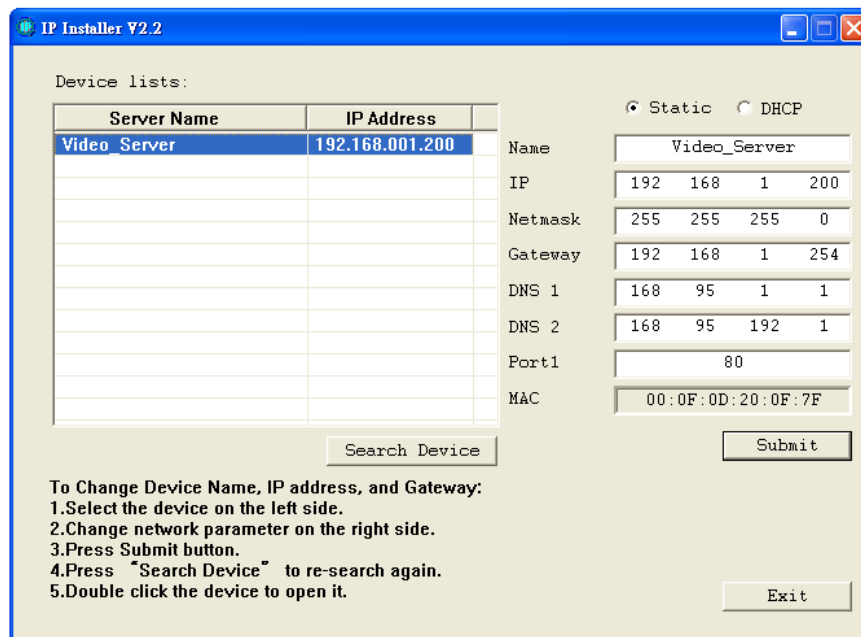 IP Installer V2.2
Device lists:
Server Name IP Address
Video_Server 192.168.001.200
Static DHCP
Name Video_Server
IP 192 168 1 200
Netmask 255 255 255 0
Gateway 192 168 1 254
DNS 1 168 95 1 1
DNS 2 168 95 192 1
Port1 80
MAC 00:0F:0D:20:0F:7F
Search Device
Submit
To Change Device Name, IP address, and Gateway:
1.Select the device on the left side.
2.Change network parameter on the right side.
3.Press Submit button.
4.Press “Search Device” to re-search again.
5.Double click the device to open it.
Exit